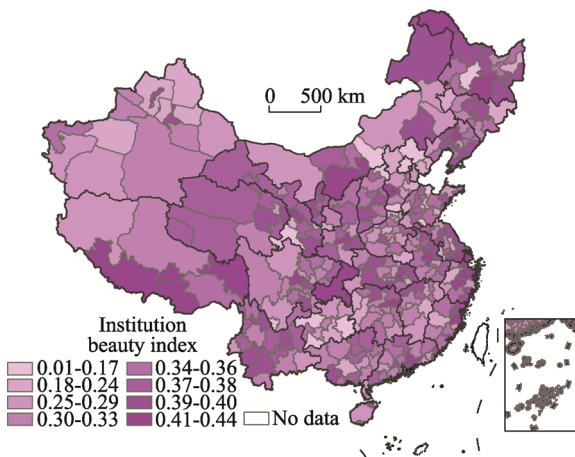 0 500 km
Institution
beauty index
0.01-0.17 0.34-0.36
0.18-0.24 0.37-0.38
0.25-0.29 0.39-0.40
0.30-0.33 0.41-0.44 No data